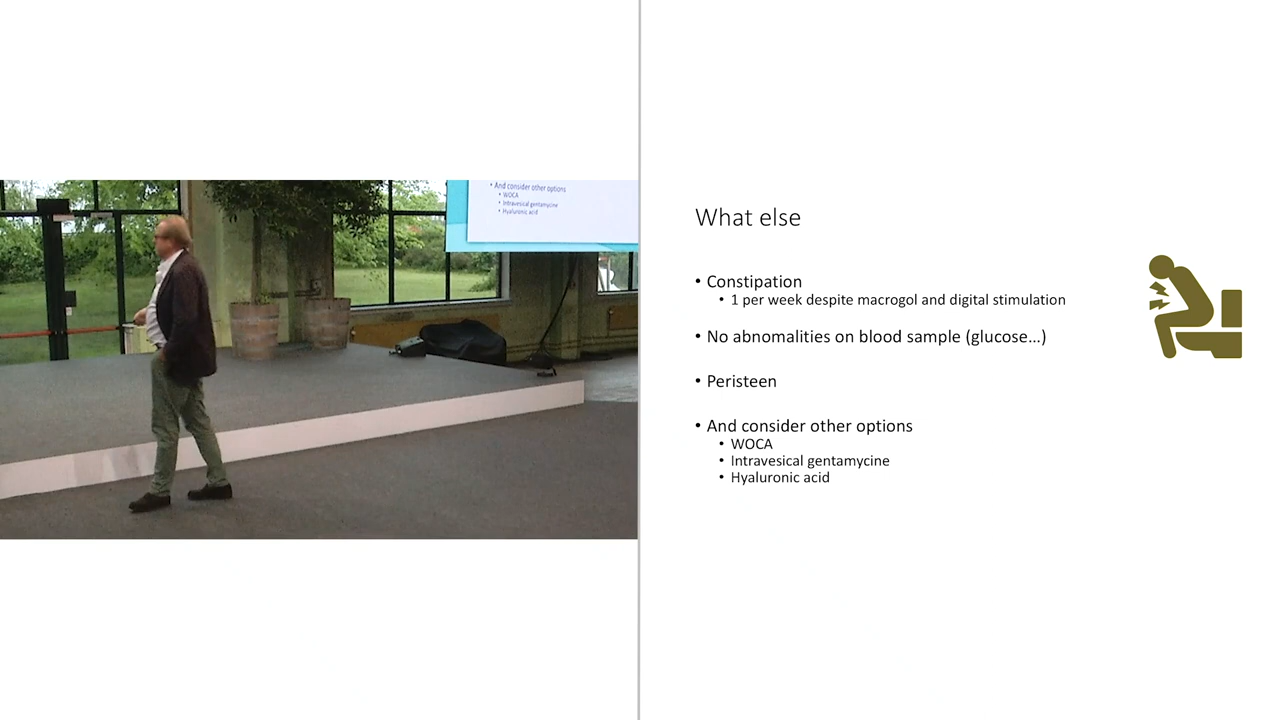 • And consider other options
• WOCA
• Intravesical gentamycine
• Hyaluronic acid
What else
• Constipation
• 1 per week despite macrogol and digital stimulation
• No abnomalities on blood sample (glucose...)
• Peristeen
• And consider other options
• WOCA
• Intravesical gentamycine
• Hyaluronic acid